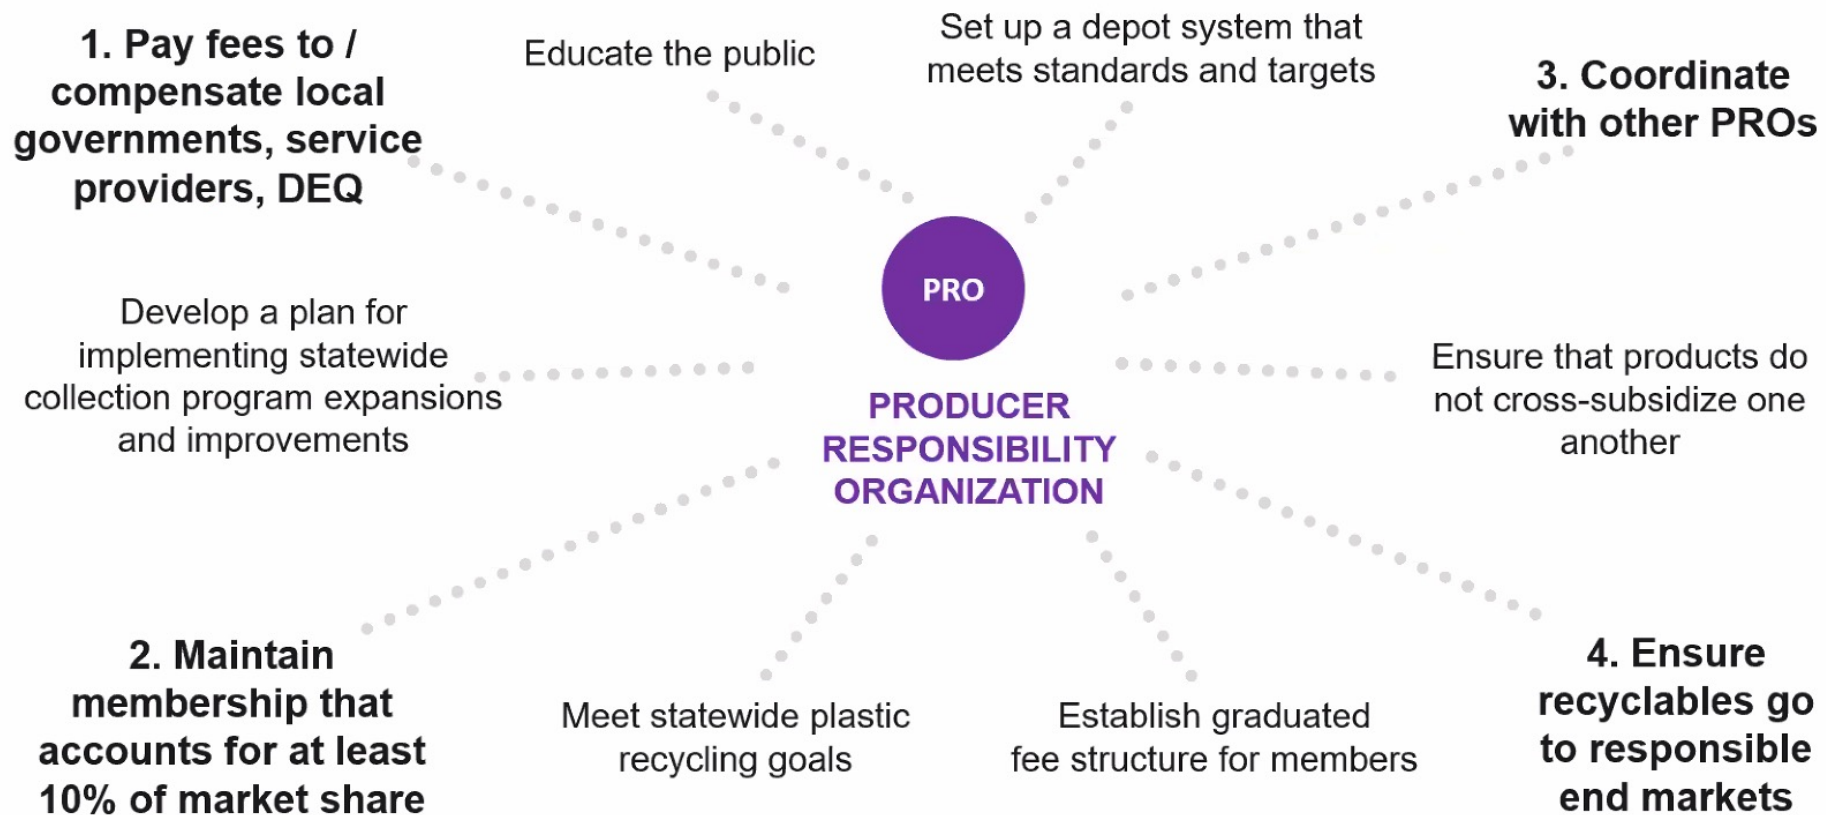 1. Pay fees to /
compensate local
governments, service
providers, DEQ
Educate the public
Set up a depot system that
meets standards and targets
3. Coordinate
with other PROs
PRO
PRODUCER
RESPONSIBILITY
ORGANIZATION
Develop a plan for
implementing statewide
collection program expansions
and improvements
Ensure that products do
not cross-subsidize one
another
2. Maintain
membership that
accounts for at least
10% of market share
Meet statewide plastic
recycling goals
Establish graduated
fee structure for members
4. Ensure
recyclables go
to responsible
end markets